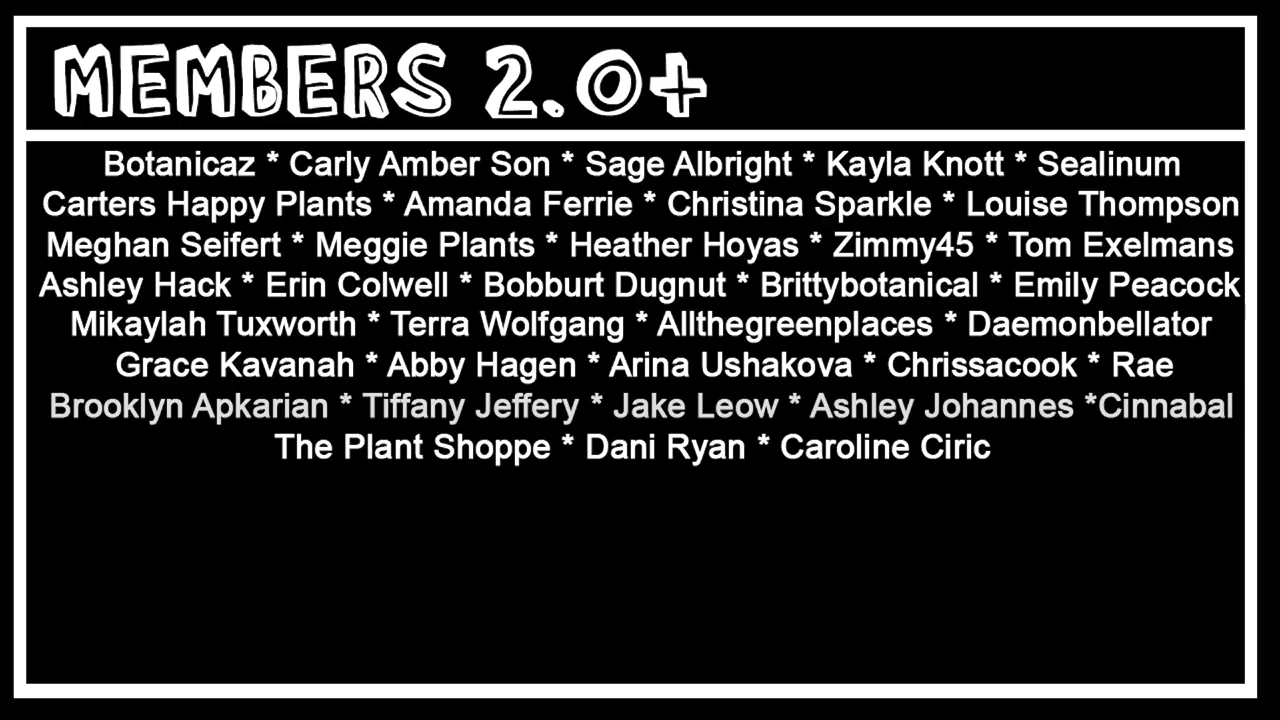 MEMBERS 2.0+
Botanicaz * Carly Amber Son * Sage Albright * Kayla Knott * Sealinum
Carters Happy Plants * Amanda Ferrie * Christina Sparkle * Louise Thompson
Meghan Seifert * Meggie Plants * Heather Hoyas * Zimmy45 * Tom Exelmans
Ashley Hack * Erin Colwell * Bobburt Dugnut * Brittybotanical * Emily Peacock
Mikaylah Tuxworth * Terra Wolfgang * Allthegreenplaces * Daemonbellator
Grace Kavanah * Abby Hagen * Arina Ushakova * Chrissacook * Rae
Brooklyn Apkarian * Tiffany Jeffery * Jake Leow * Ashley Johannes *Cinnabal
The Plant Shoppe * Dani Ryan * Caroline Ciric